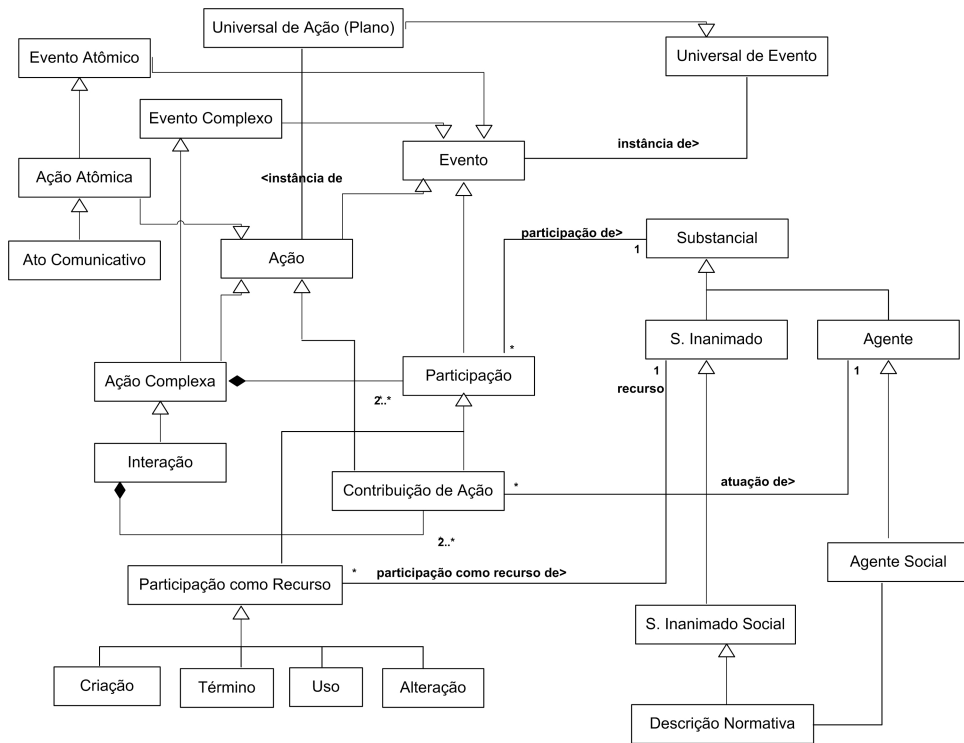 Universal de Ação (Plano)
Evento Atômico
Universal de Evento
Evento Complexo
instância de>
Evento
Ação Atômica
<instância de
participação de>
Substancial
1
Ato Comunicativo
Ação
S. Inanimado
Agente
*
1
1
recurso
Ação Complexa
Participação
2..*
Interação
Contribuição de Ação
*
atuação de>
2..*
Agente Social
Participação como Recurso
*
participação como recurso de>
S. Inanimado Social
Criação
Término
Uso
Alteração
Descrição Normativa